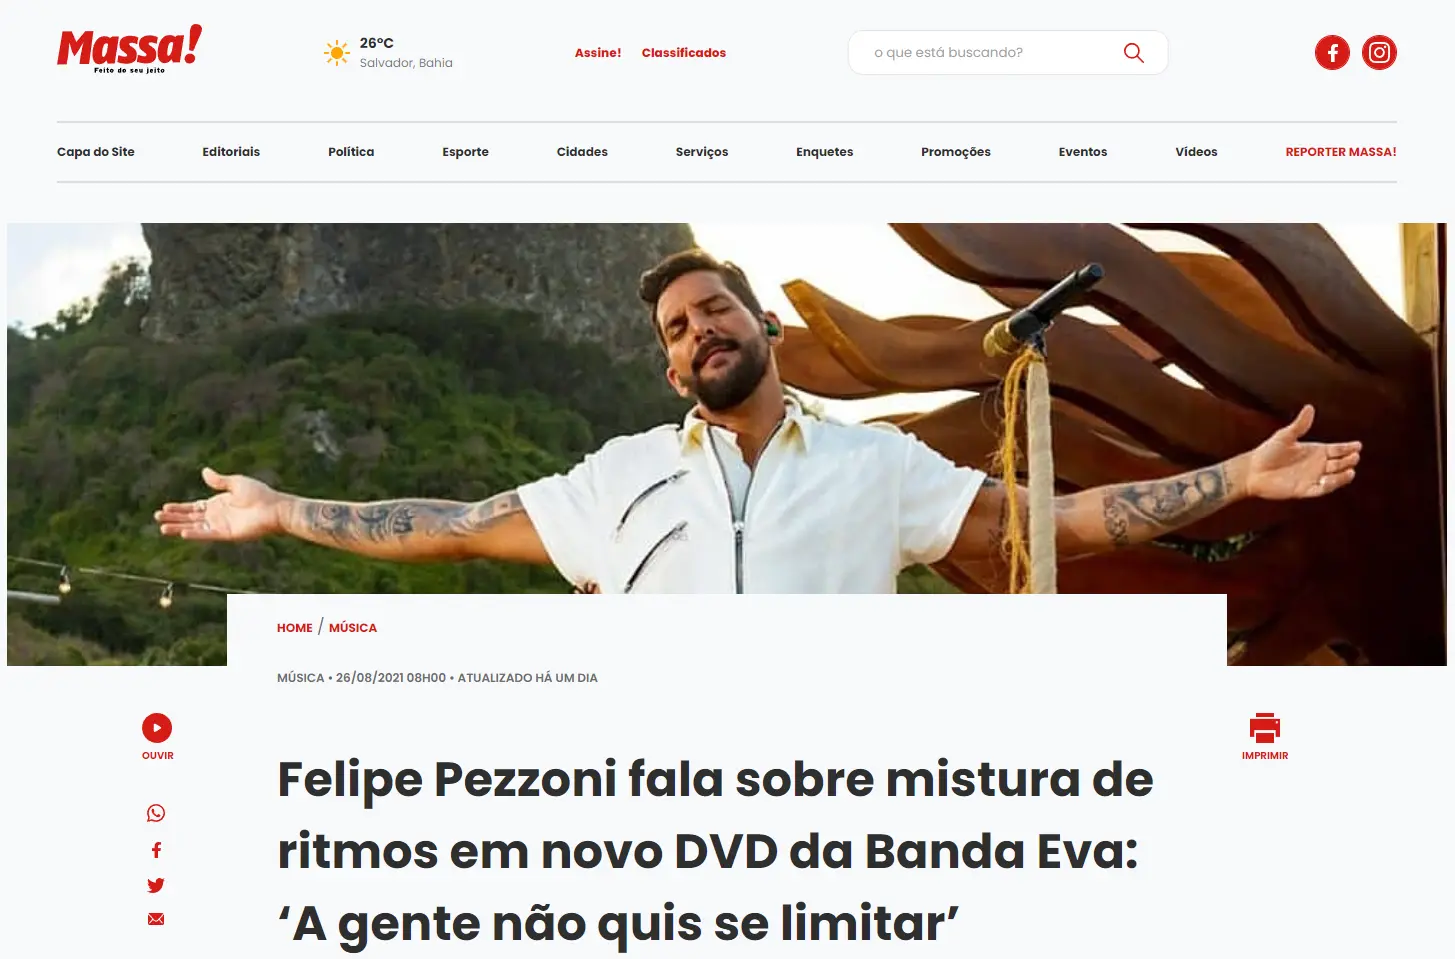 Massa!
Feito do seu jeito
26°C
Salvador, Bahia
Assine!
Classificados
o que está buscando?
Capa do Site
Editoriais
Política
Esporte
Cidades
Serviços
Enquetes
Promoções
Eventos
Vídeos
REPORTER MASSA!
HOME / MÚSICA
MÚSICA • 26/08/2021 08H00 • ATUALIZADO HÁ UM DIA
OUVIR
IMPRIMIR
Felipe Pezzoni fala sobre mistura de
ritmos em novo DVD da Banda Eva:
‘A gente não quis se limitar’